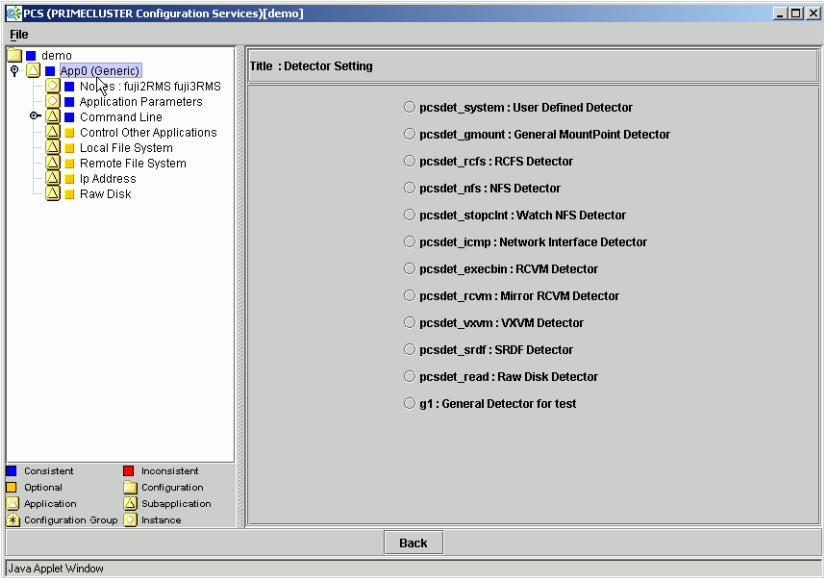 PCS (PRIMECLUSTER Configuration Services)[demo]
File
demo
App0 (Generic)
Nodes : fuji2RMS fuji3RMS
Application Parameters
Command Line
Control Other Applications
Local File System
Remote File System
Ip Address
Raw Disk
Consistent
Inconsistent
Optional
Configuration
Application
Subapplication
Configuration Group
Instance
Title : Detector Setting
pcsdet_system : User Defined Detector
pcsdet_gmount : General MountPoint Detector
pcsdet_rcfs : RCFS Detector
pcsdet_nfs : NFS Detector
pcsdet_stopclnt : Watch NFS Detector
pcsdet_icmp : Network Interface Detector
pcsdet_execbin : RCVM Detector
pcsdet_rcvm : Mirror RCVM Detector
pcsdet_vxvm : VXVM Detector
pcsdet_srdf : SRDF Detector
pcsdet_read : Raw Disk Detector
g1 : General Detector for test
Back
Java Applet Window